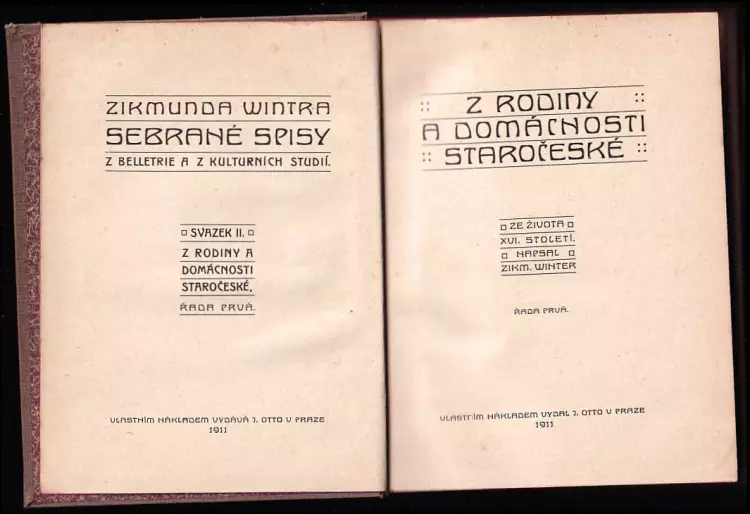 ZIKMUNDA WINTRA
SEBRANÉ SPISY
Z BELLETRIE A Z KULTURNÍCH STUDIÍ.
SVAZEK II.
Z RODINY A
DOMÁCNOSTI
STAROČESKÉ.
ŘADA PRVÁ.
VLASTNÍM NÁKLADEM VYDÁVÁ J. OTTO V PRAZE
1911
Z RODINY
A DOMÁCNOSTI
STAROČESKÉ
ZE ŽIVOTA
XVI. STOLETÍ.
NAPSAL
ZIKM. WINTER
ŘADA PRVÁ.
VLASTNÍM NÁKLADEM VYDAL J. OTTO V PRAZE
1911